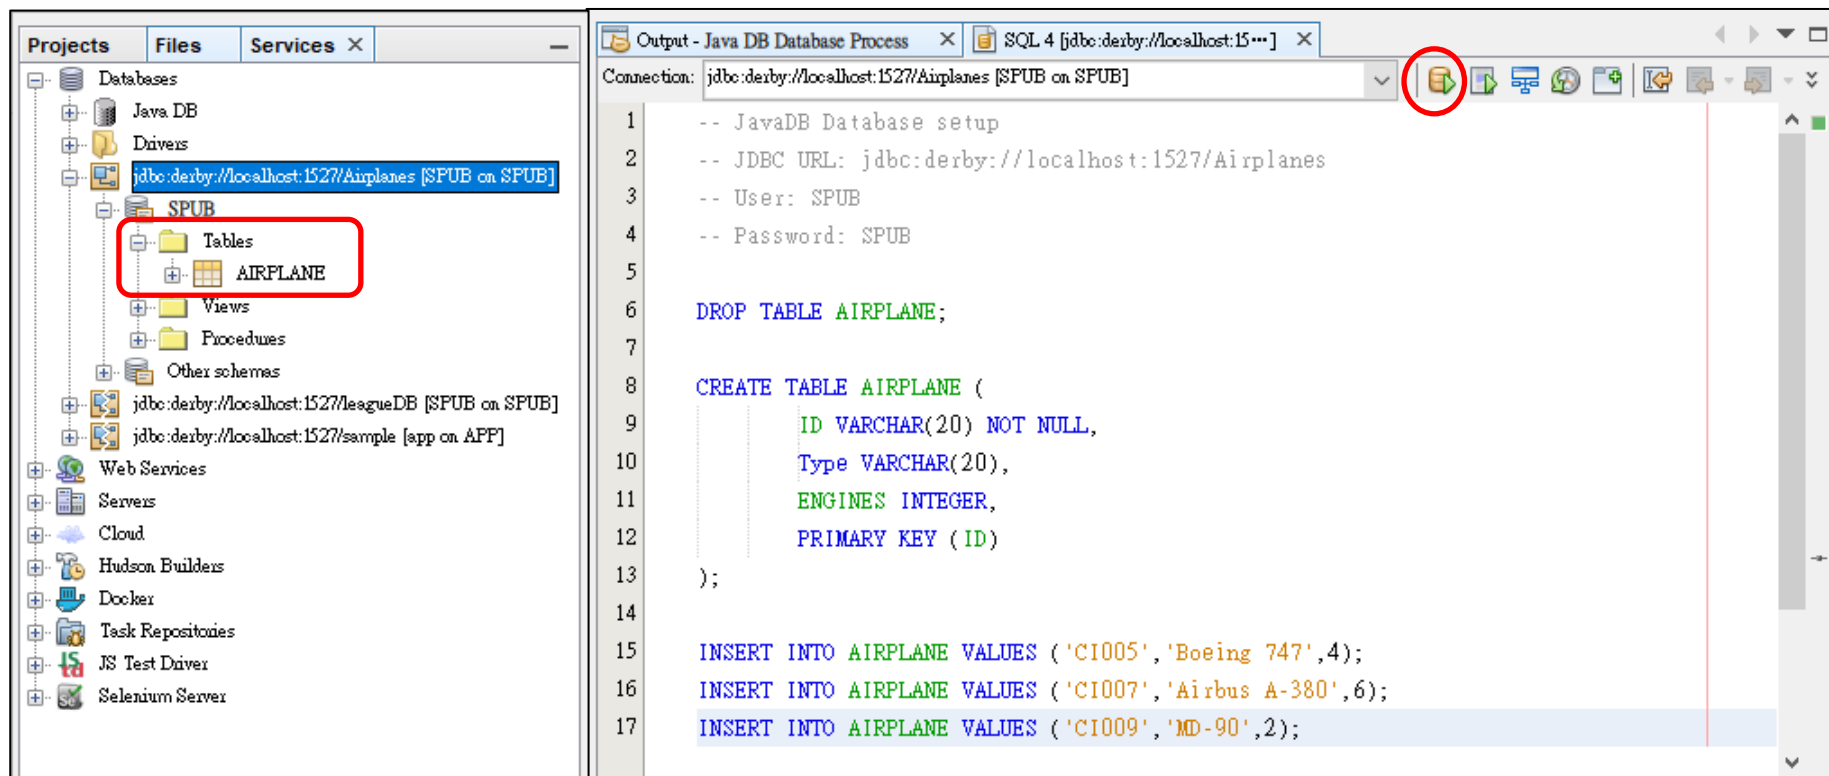 Projects Files Services
Databases
Java DB
Drivers
jdbc:derby://localhost:1527/Airplanes [SPUB on SPUB]
SPUB
Tables
AIRPLANE
Views
Procedures
Other schemas
jdbc:derby://localhost:1527/leagueDB [SPUB on SPUB]
jdbc:derby://localhost:1527/sample [app on APP]
Web Services
Servers
Cloud
Hudson Builders
Docker
Task Repositories
JS Test Driver
Selenium Server
Output - Java DB Database Process SQL 4 [jdbc:derby://localhost:15...]
Connection: jdbc:derby://localhost:1527/Airplanes [SPUB on SPUB]
1 -- JavaDB Database setup
2 -- JDBC URL: jdbc:derby://localhost:1527/Airplanes
3 -- User: SPUB
4 -- Password: SPUB
5
6 DROP TABLE AIRPLANE;
7
8 CREATE TABLE AIRPLANE (
9 ID VARCHAR(20) NOT NULL,
10 Type VARCHAR(20),
11 ENGINES INTEGER,
12 PRIMARY KEY (ID)
13 );
14
15 INSERT INTO AIRPLANE VALUES ('CI005','Boeing 747',4);
16 INSERT INTO AIRPLANE VALUES ('CI007','Airbus A-380',6);
17 INSERT INTO AIRPLANE VALUES ('CI009','MD-90',2);